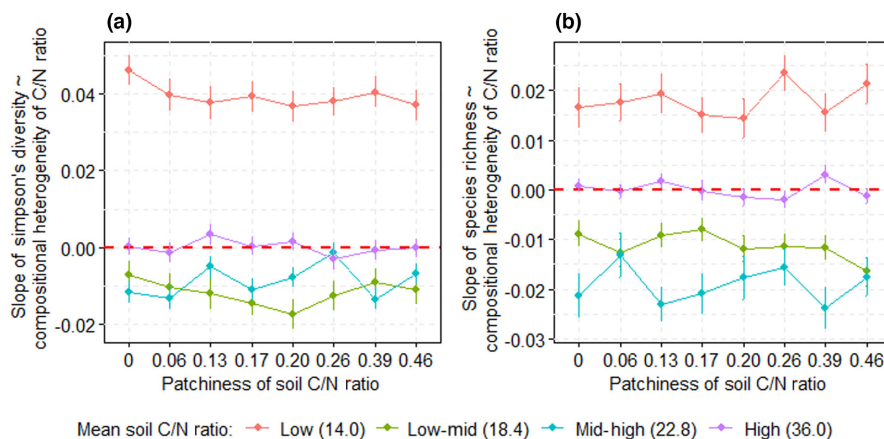 (a)
Slope of simpson's diversity ~
compositional heterogeneity of C/N ratio
0.04
0.02
0.00
-0.02
0 0.06 0.13 0.17 0.20 0.26 0.39 0.46
Patchiness of soil C/N ratio
(b)
Slope of species richness ~
compositional heterogeneity of C/N ratio
0.02
0.01
0.00
-0.01
-0.02
-0.03
0 0.06 0.13 0.17 0.20 0.26 0.39 0.46
Patchiness of soil C/N ratio
Mean soil C/N ratio: Low (14.0) Low-mid (18.4) Mid-high (22.8) High (36.0)